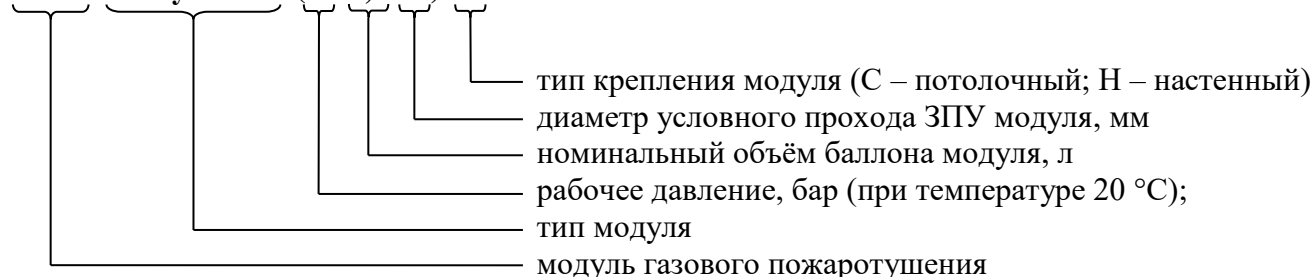 тип крепления модуля (С – потолочный; Н – настенный)
диаметр условного прохода ЗПУ модуля, мм
номинальный объём баллона модуля, л
рабочее давление, бар (при температуре 20 °С);
тип модуля
модуль газового пожаротушения